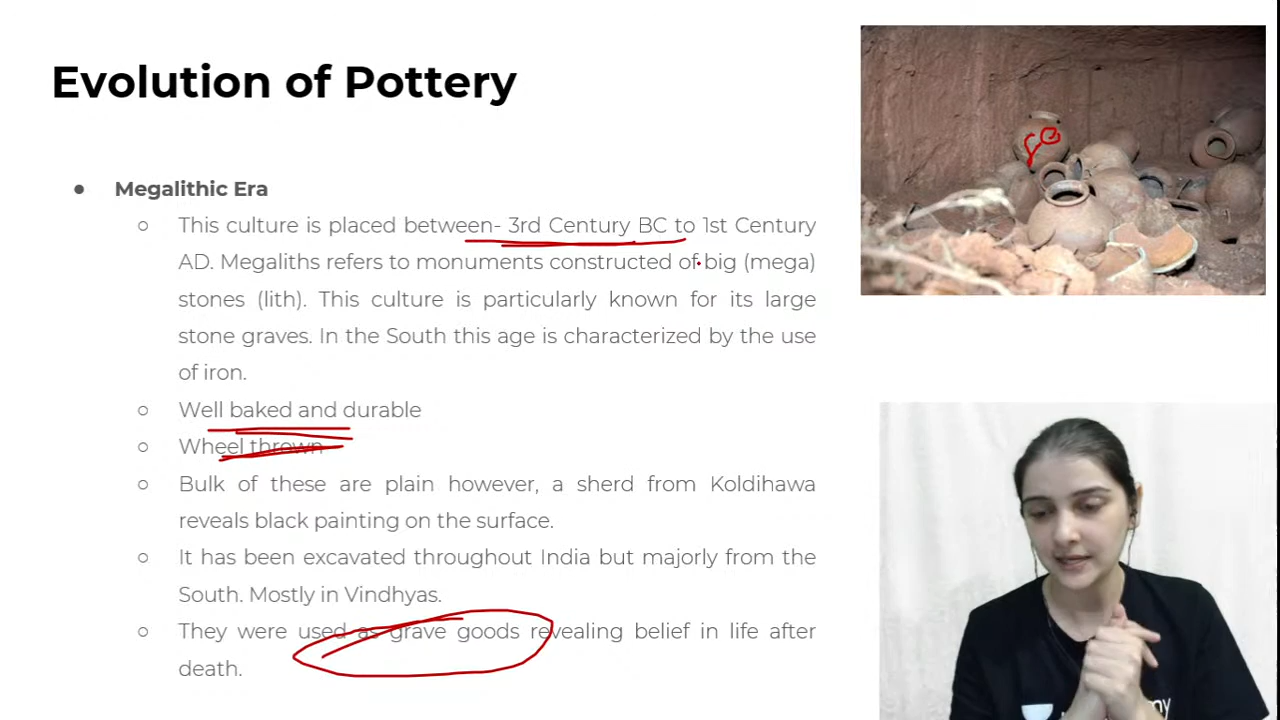 Evolution of Pottery
● Megalithic Era
○ This culture is placed between- 3rd Century BC to 1st Century
AD. Megaliths refers to monuments constructed of big (mega)
stones (lith). This culture is particularly known for its large
stone graves. In the South this age is characterized by the use
of iron.
○ Well baked and durable
○ Wheel thrown
○ Bulk of these are plain however, a sherd from Koldihawa
reveals black painting on the surface.
○ It has been excavated throughout India but majorly from the
South. Mostly in Vindhyas.
○ They were used as grave goods revealing belief in life after
death.